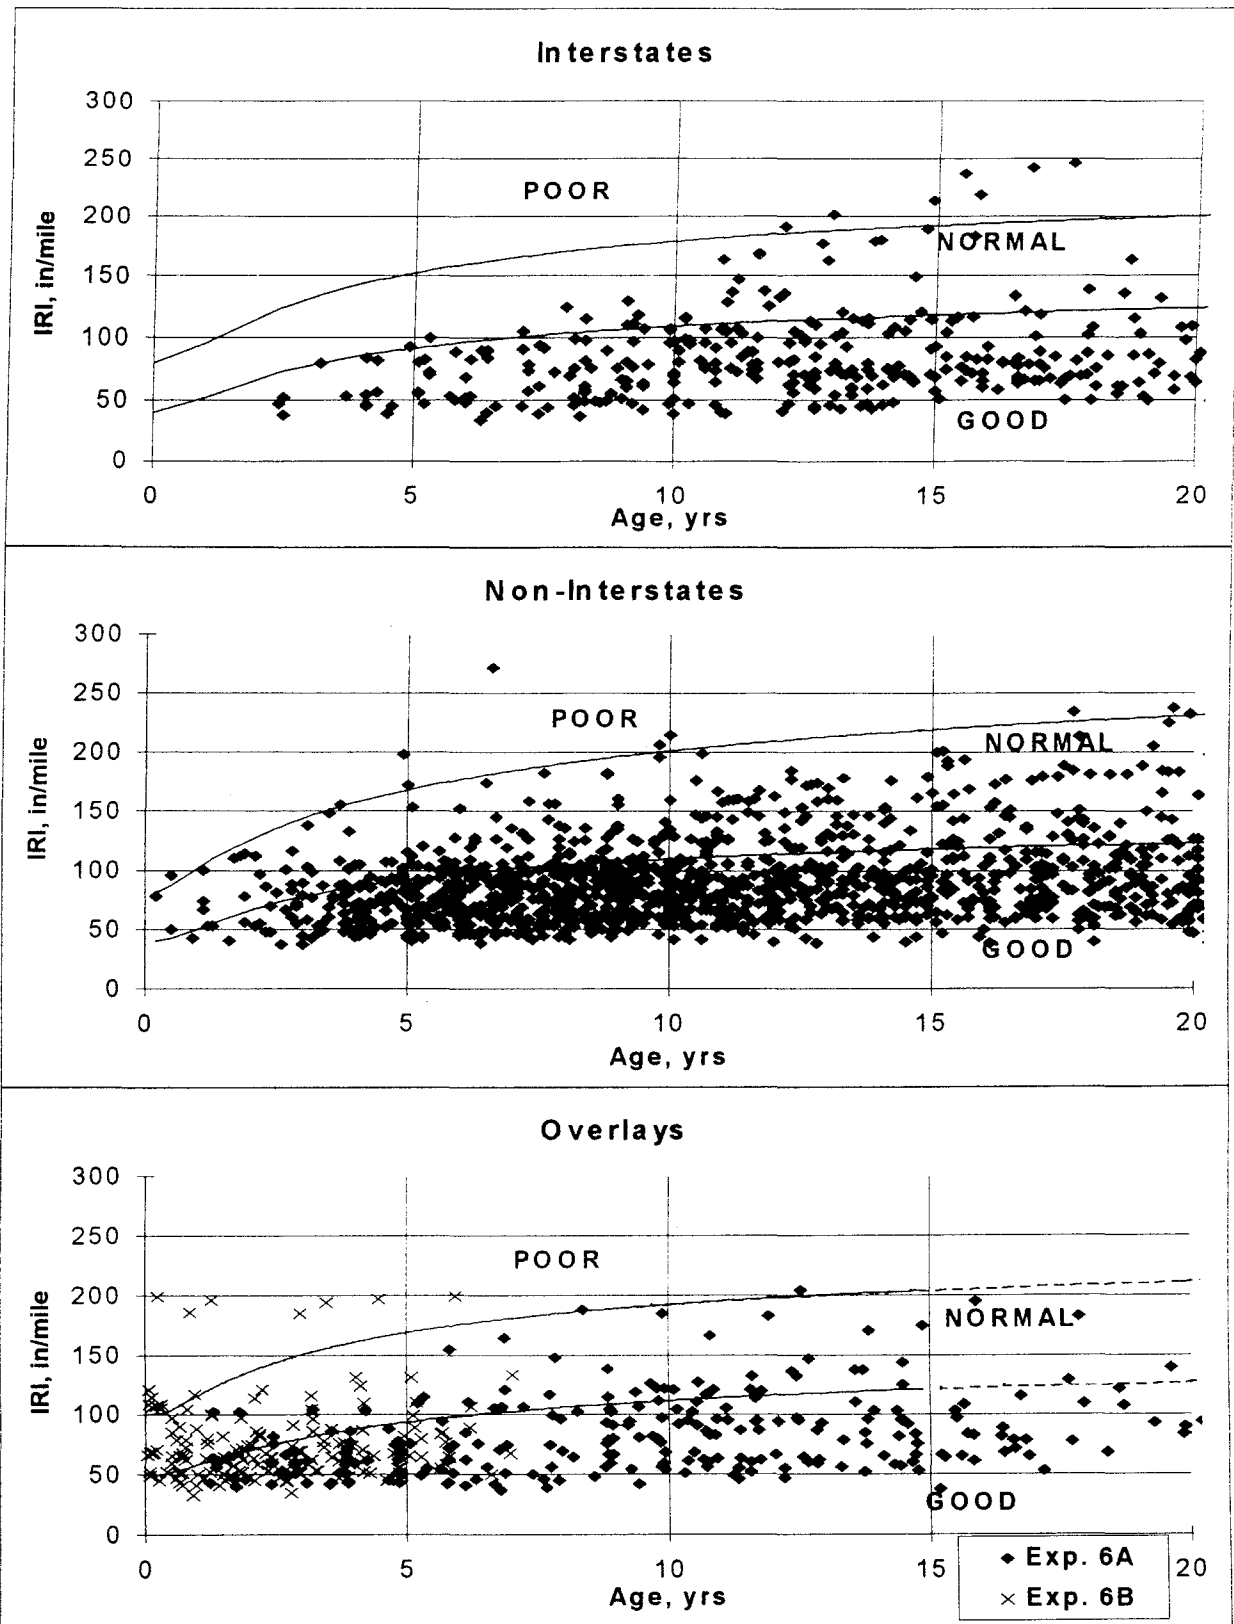 Interstates
300
250
200
150
100
50
0
IRI, in/mile
POOR
NORMAL
GOOD
0 5 10 15 20
Age, yrs
Non-Interstates
300
250
200
150
100
50
0
IRI, in/mile
POOR
NORMAL
GOOD
0 5 10 15 20
Age, yrs
Overlays
300
250
200
150
100
50
0
IRI, in/mile
POOR
NORMAL
GOOD
0 5 10 15 20
Age, yrs
Exp. 6A
Exp. 6B